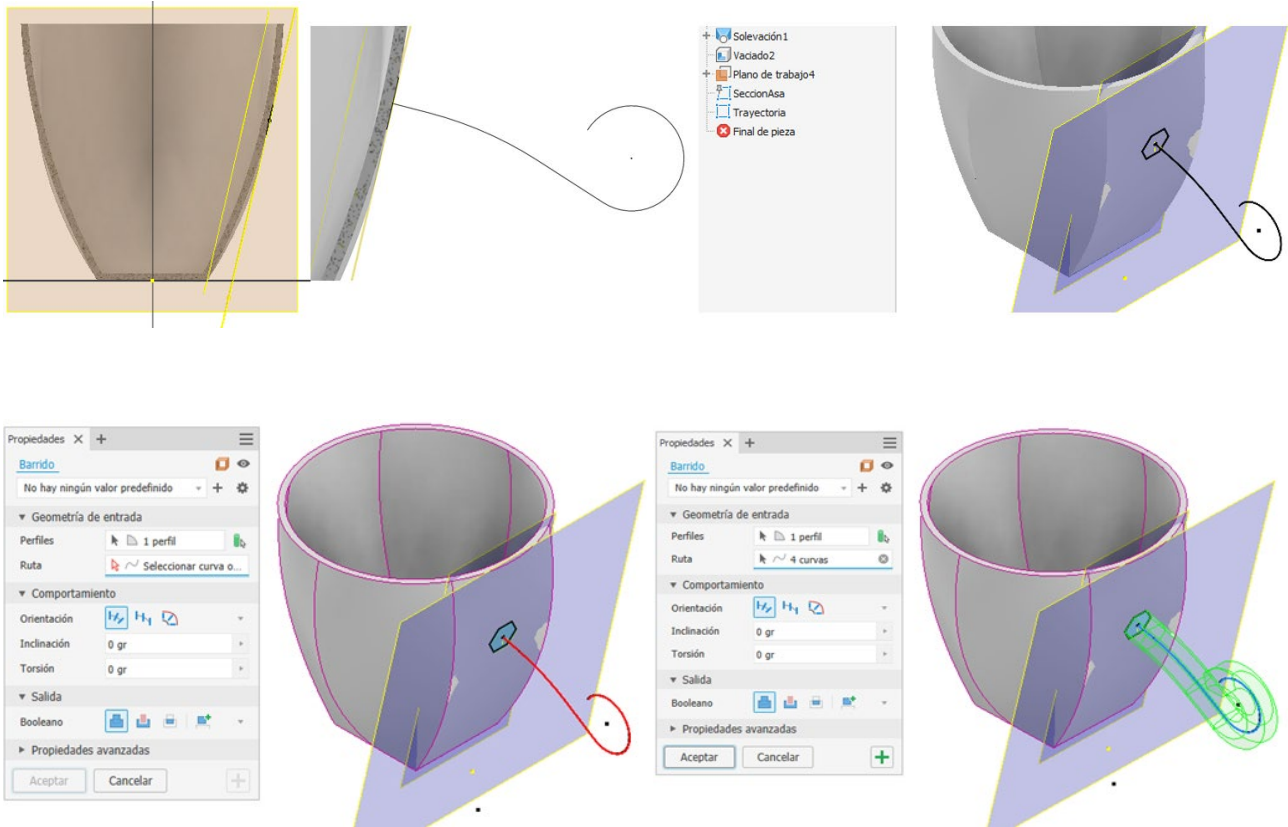 Solevación1
Vaciado2
Plano de trabajo4
SeccionAsa
Trayectoria
Final de pieza
Propiedades
Barrido
No hay ningún valor predefinido
Geometría de entrada
Perfiles 1 perfil
Ruta Seleccionar curva o...
Comportamiento
Orientación
Inclinación 0 gr
Torsión 0 gr
Salida
Booleano
Propiedades avanzadas
Aceptar Cancelar
Propiedades
Barrido
No hay ningún valor predefinido
Geometría de entrada
Perfiles 1 perfil
Ruta 4 curvas
Comportamiento
Orientación
Inclinación 0 gr
Torsión 0 gr
Salida
Booleano
Propiedades avanzadas
Aceptar Cancelar